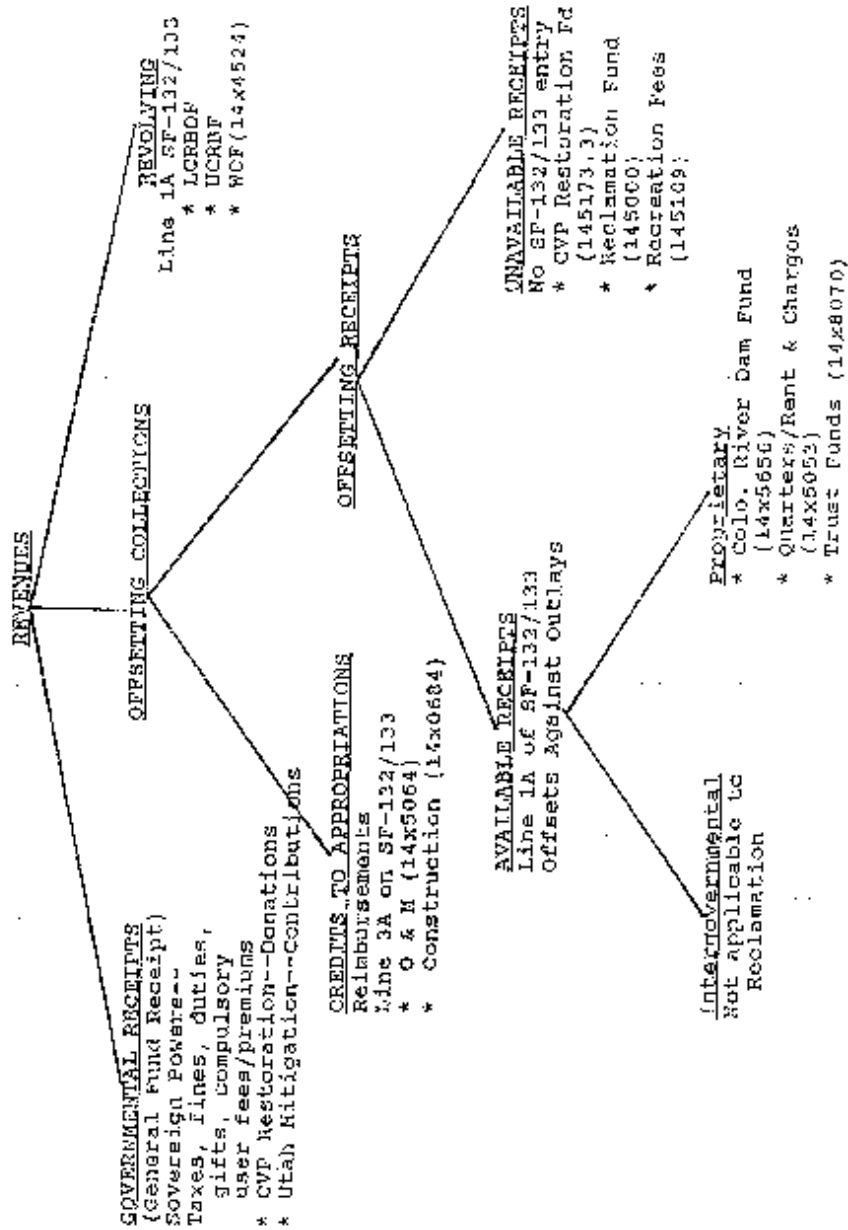 REVENUES
GOVERNMENTAL RECEIPTS
(General Fund Receipt)
Sovereign Powers--
Taxes, Fines, duties,
gifts, compulsory
user fees/premiums
* CVP Restoration--Donations
* Utah Mitigation--Contributions
OFFSETTING COLLECTIONS
REVOLVING
Line 1A SF-132/133
* LCRBDF
* UCRBF
* WCF(14x4524)
CREDITS TO APPROPRIATIONS
Reimbursements
Line 3A on SF-132/133
* O & M (14x5064)
* Construction (14x0684)
OFFSETTING RECEIPTS
AVAILABLE RECEIPTS
Line 1A of SF-132/133
Offsets Against Outlays
UNAVAILABLE RECEIPTS
No SF-132/133 entry
* CVP Restoration Fd
(145173.3)
* Reclamation Fund
(145000)
* Recreation Fees
(145109)
Intergovernmental
Not applicable to
Reclamation
Proprietary
* Colo. River Dam Fund
(14x5656)
* Quarters/Rent & Charges
(14x5053)
* Trust Funds (14x8070)